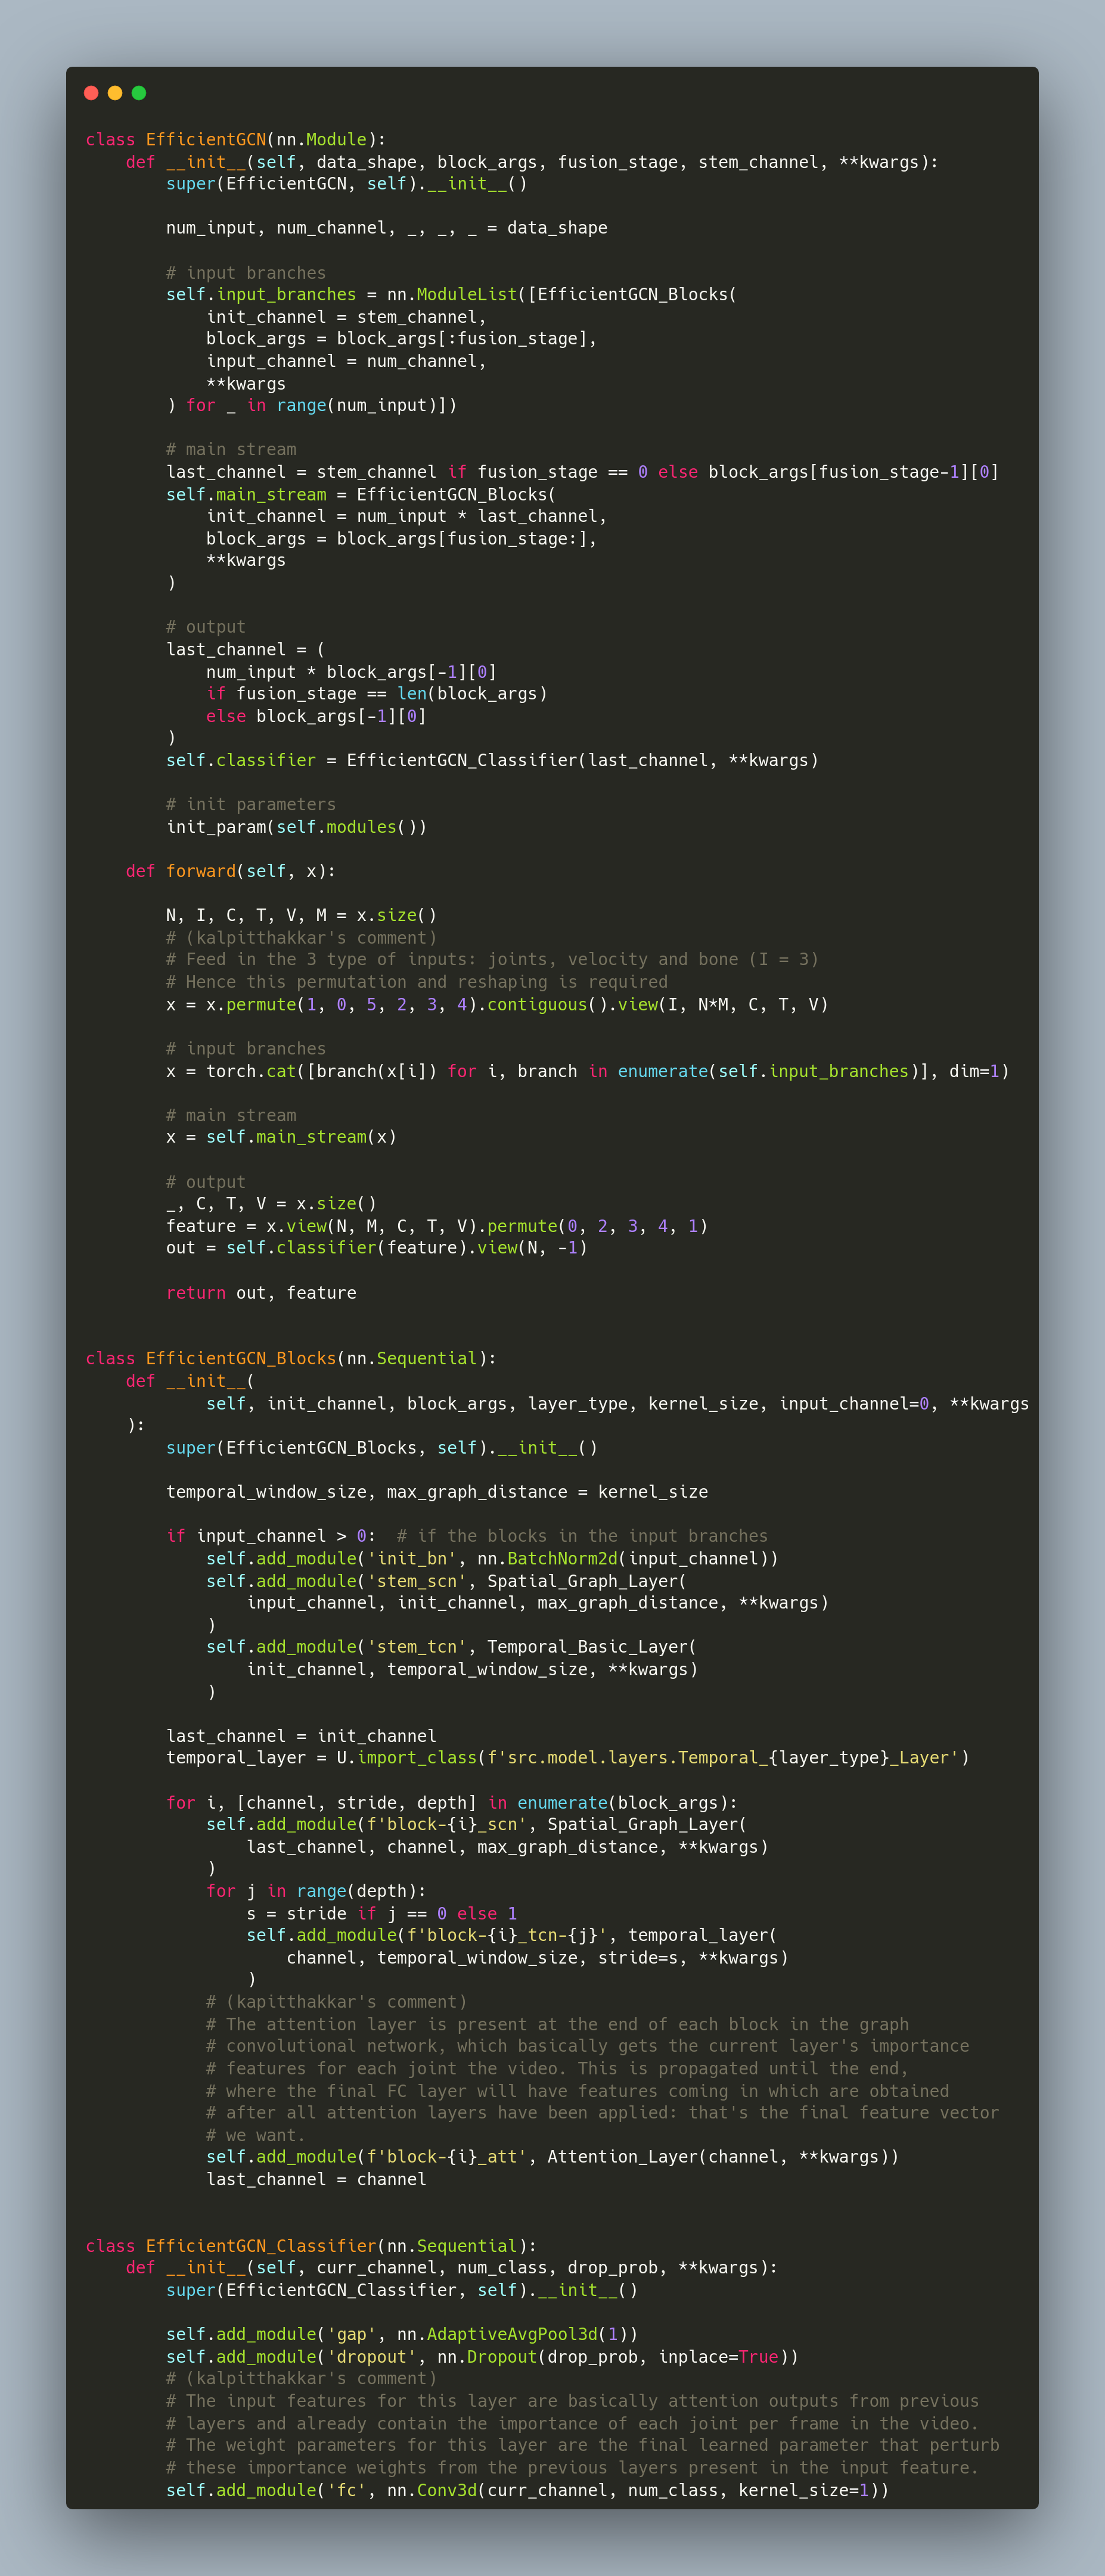 class EfficientGCN(nn.Module):
    def __init__(self, data_shape, block_args, fusion_stage, stem_channel, **kwargs):
        super(EfficientGCN, self).__init__()

        num_input, num_channel, _, _, _ = data_shape

        # input branches
        self.input_branches = nn.ModuleList([EfficientGCN_Blocks(
            init_channel = stem_channel,
            block_args = block_args[:fusion_stage],
            input_channel = num_channel,
            **kwargs
        ) for _ in range(num_input)])

        # main stream
        last_channel = stem_channel if fusion_stage == 0 else block_args[fusion_stage-1][0]
        self.main_stream = EfficientGCN_Blocks(
            init_channel = num_input * last_channel,
            block_args = block_args[fusion_stage:],
            **kwargs
        )

        # output
        last_channel = (
            num_input * block_args[-1][0]
            if fusion_stage == len(block_args)
            else block_args[-1][0]
        )
        self.classifier = EfficientGCN_Classifier(last_channel, **kwargs)

        # init parameters
        init_param(self.modules())

    def forward(self, x):

        N, I, C, T, V, M = x.size()
        # (kalpitthakkar's comment)
        # Feed in the 3 type of inputs: joints, velocity and bone (I = 3)
        # Hence this permutation and reshaping is required
        x = x.permute(1, 0, 5, 2, 3, 4).contiguous().view(I, N*M, C, T, V)

        # input branches
        x = torch.cat([branch(x[i]) for i, branch in enumerate(self.input_branches)], dim=1)

        # main stream
        x = self.main_stream(x)

        # output
        _, C, T, V = x.size()
        feature = x.view(N, M, C, T, V).permute(0, 2, 3, 4, 1)
        out = self.classifier(feature).view(N, -1)

        return out, feature


class EfficientGCN_Blocks(nn.Sequential):
    def __init__(
            self, init_channel, block_args, layer_type, kernel_size, input_channel=0, **kwargs
    ):
        super(EfficientGCN_Blocks, self).__init__()

        temporal_window_size, max_graph_distance = kernel_size

        if input_channel > 0:  # if the blocks in the input branches
            self.add_module('init_bn', nn.BatchNorm2d(input_channel))
            self.add_module('stem_scn', Spatial_Graph_Layer(
                input_channel, init_channel, max_graph_distance, **kwargs)
            )
            self.add_module('stem_tcn', Temporal_Basic_Layer(
                init_channel, temporal_window_size, **kwargs)
            )

        last_channel = init_channel
        temporal_layer = U.import_class(f'src.model.layers.Temporal_{layer_type}_Layer')

        for i, [channel, stride, depth] in enumerate(block_args):
            self.add_module(f'block-{i}_scn', Spatial_Graph_Layer(
                last_channel, channel, max_graph_distance, **kwargs)
            )
            for j in range(depth):
                s = stride if j == 0 else 1
                self.add_module(f'block-{i}_tcn-{j}', temporal_layer(
                    channel, temporal_window_size, stride=s, **kwargs)
                )
            # (kapitthakkar's comment)
            # The attention layer is present at the end of each block in the graph
            # convolutional network, which basically gets the current layer's importance
            # features for each joint the video. This is propagated until the end,
            # where the final FC layer will have features coming in which are obtained
            # after all attention layers have been applied: that's the final feature vector
            # we want.
            self.add_module(f'block-{i}_att', Attention_Layer(channel, **kwargs))
            last_channel = channel


class EfficientGCN_Classifier(nn.Sequential):
    def __init__(self, curr_channel, num_class, drop_prob, **kwargs):
        super(EfficientGCN_Classifier, self).__init__()

        self.add_module('gap', nn.AdaptiveAvgPool3d(1))
        self.add_module('dropout', nn.Dropout(drop_prob, inplace=True))
        # (kalpitthakkar's comment)
        # The input features for this layer are basically attention outputs from previous
        # layers and already contain the importance of each joint per frame in the video.
        # The weight parameters for this layer are the final learned parameter that perturb
        # these importance weights from the previous layers present in the input feature.
        self.add_module('fc', nn.Conv3d(curr_channel, num_class, kernel_size=1))